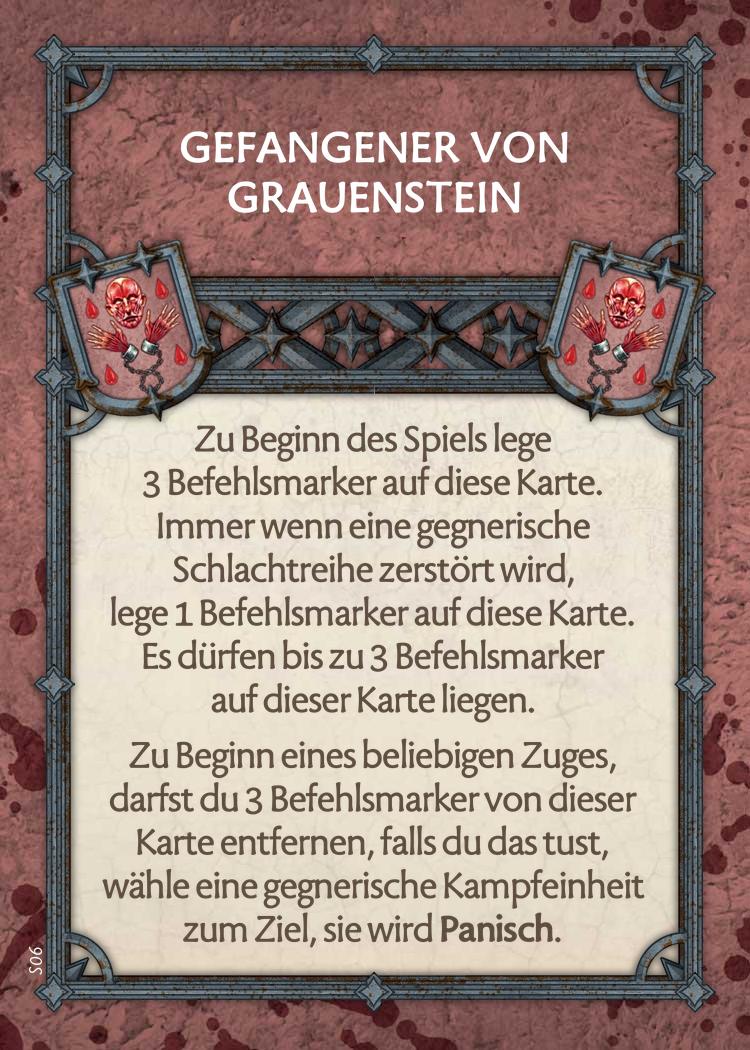 GEFANGENER VON
GRAUENSTEIN
Zu Beginn des Spiels lege
3 Befehlsmarker auf diese Karte.
Immer wenn eine gegnerische
Schlachtreihe zerstört wird,
lege 1 Befehlsmarker auf diese Karte.
Es dürfen bis zu 3 Befehlsmarker
auf dieser Karte liegen.
Zu Beginn eines beliebigen Zuges,
darfst du 3 Befehlsmarker von dieser
Karte entfernen, falls du das tust,
wähle eine gegnerische Kampfeinheit
zum Ziel, sie wird Panisch.
S06